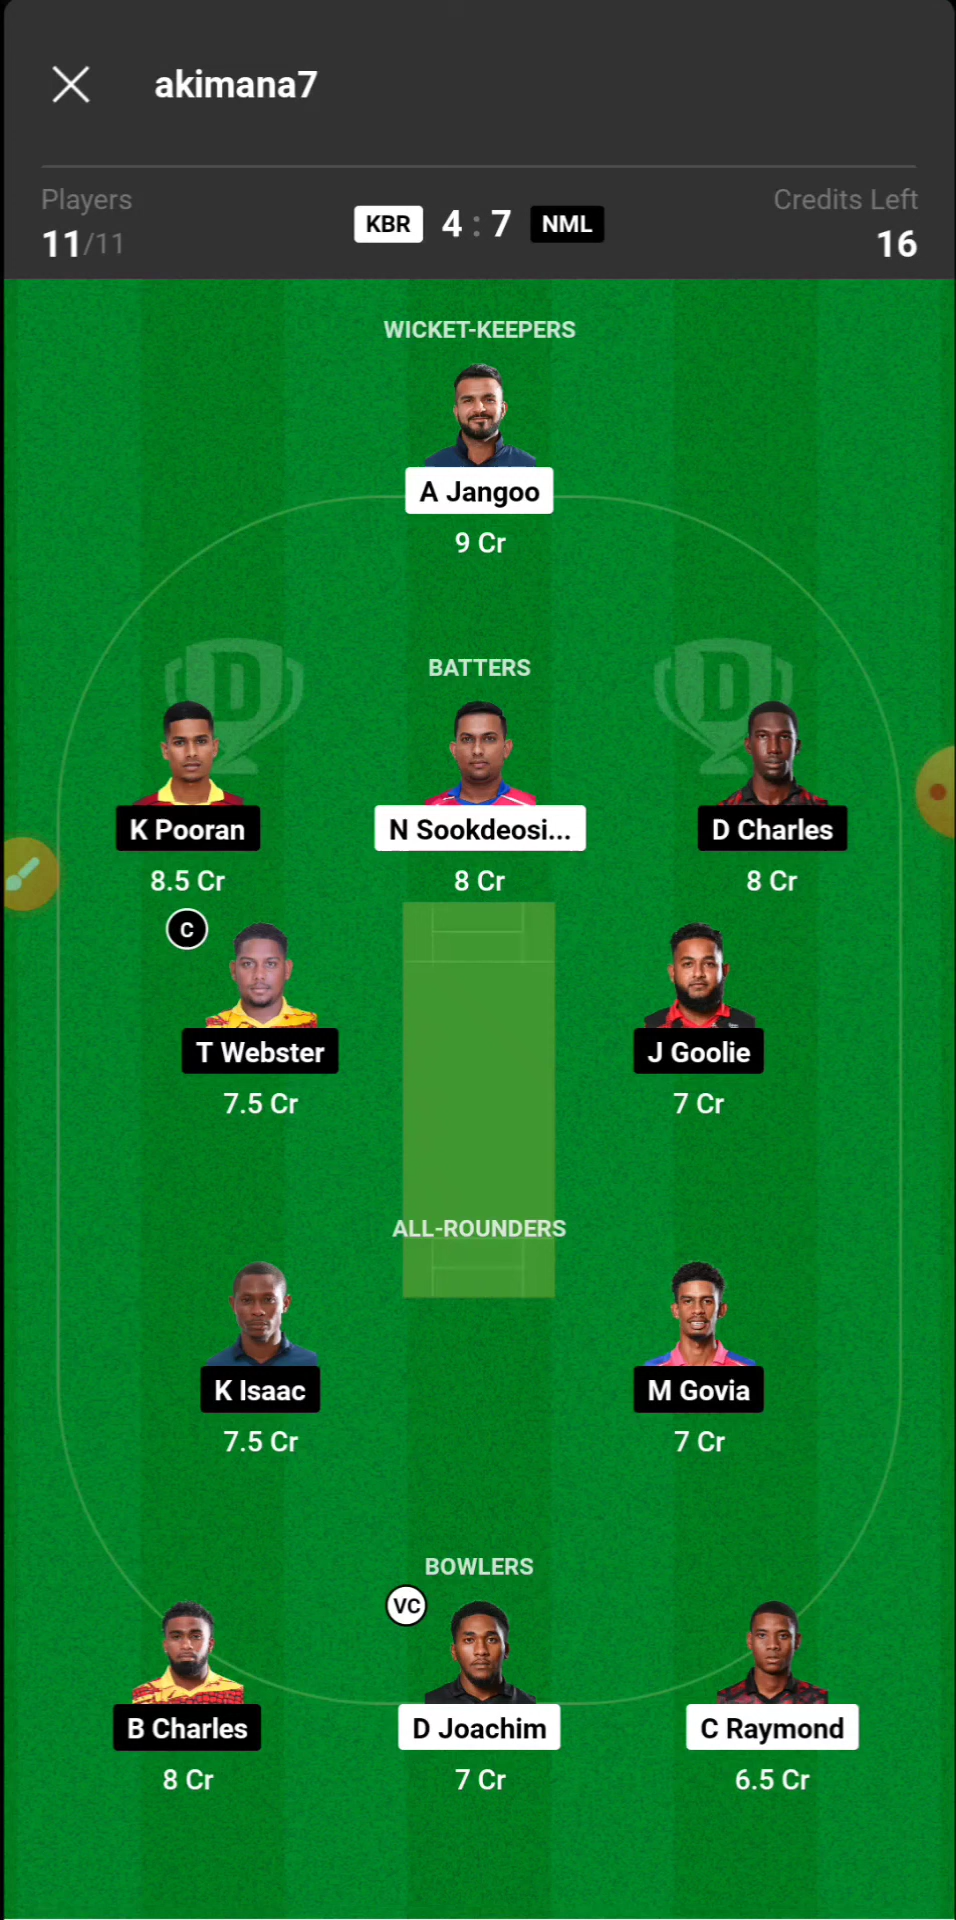 akimana7
Players
Credits Left
11/11
KBR 4 : 7 NML
16
WICKET-KEEPERS
A Jangoo
9 Cr
BATTERS
K Pooran
N Sookdeosi...
D Charles
8.5 Cr
8 Cr
8 Cr
C
T Webster
J Goolie
7.5 Cr
7 Cr
ALL-ROUNDERS
K Isaac
M Govia
7.5 Cr
7 Cr
BOWLERS
VC
B Charles
D Joachim
C Raymond
8 Cr
7 Cr
6.5 Cr